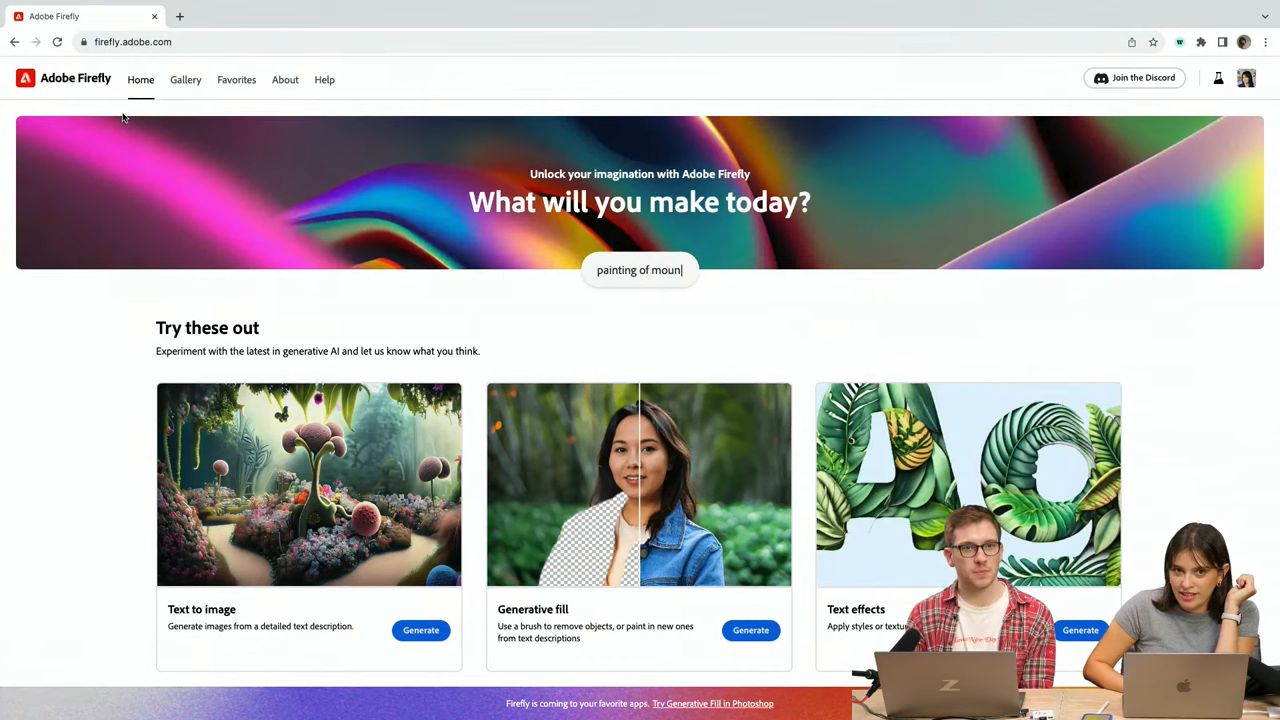 Adobe Firefly
firefly.adobe.com
Adobe Firefly
Home
Gallery
Favorites
About
Help
Join the Discord
Unlock your imagination with Adobe Firefly
What will you make today?
painting of moun
Try these out
Experiment with the latest in generative AI and let us know what you think.
Text to image
Generate images from a detailed text description.
Generate
Generative fill
Use a brush to remove objects, or paint in new ones
from text descriptions
Generate
Text effects
Apply styles or textu
Generate
Firefly is coming to your favorite apps. Try Generative Fill in Photoshop